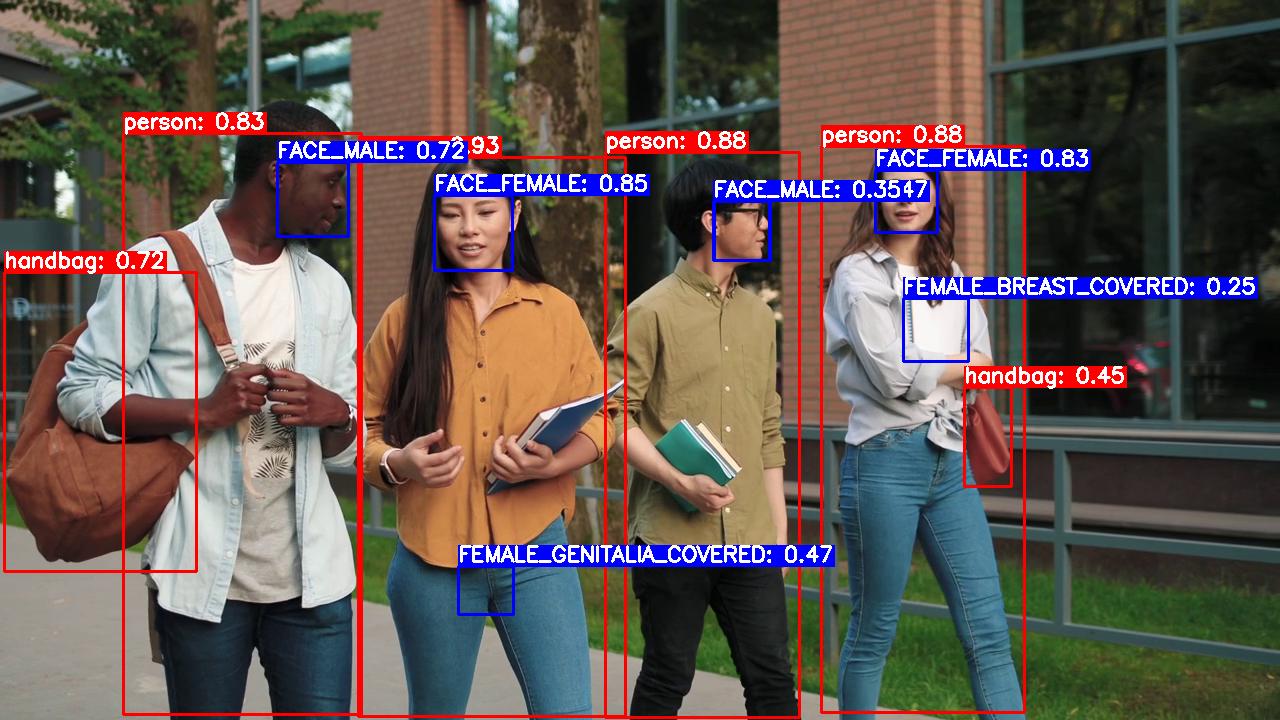 person: 0.83
FACE_MALE: 0.72
.93
person: 0.88
person: 0.88
FACE_FEMALE: 0.83
FACE_FEMALE: 0.85
FACE_MALE: 0.3547
handbag: 0.72
FEMALE_BREAST_COVERED: 0.25
handbag: 0.45
FEMALE_GENITALIA_COVERED: 0.47